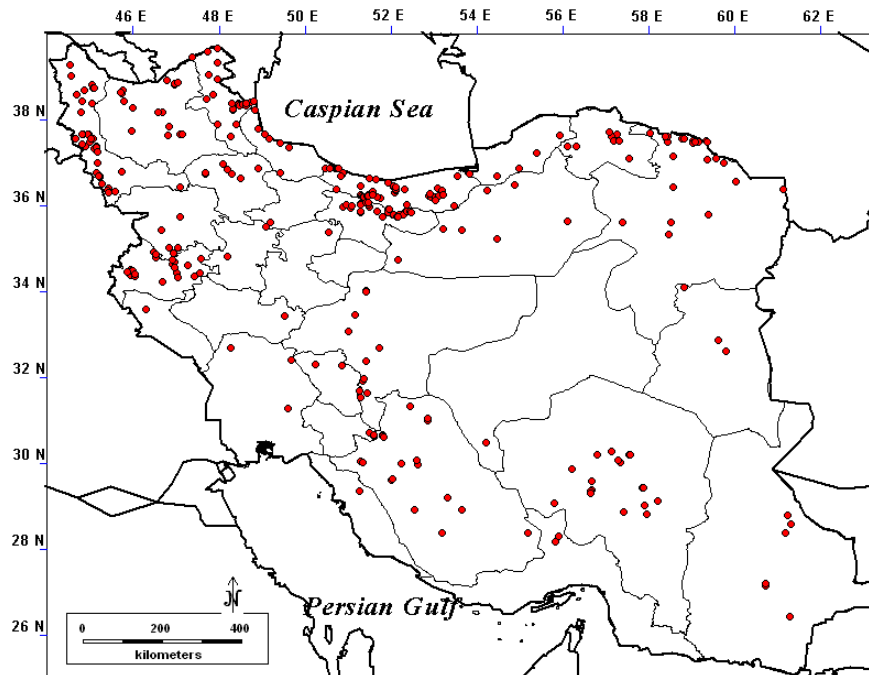 46 E 48 E 50 E 52 E 54 E 56 E 58 E 60 E 62 E
38 N
Caspian Sea
36 N
34 N
32 N
30 N
28 N
N
Persian Gulf
26 N
0 200 400
kilometers